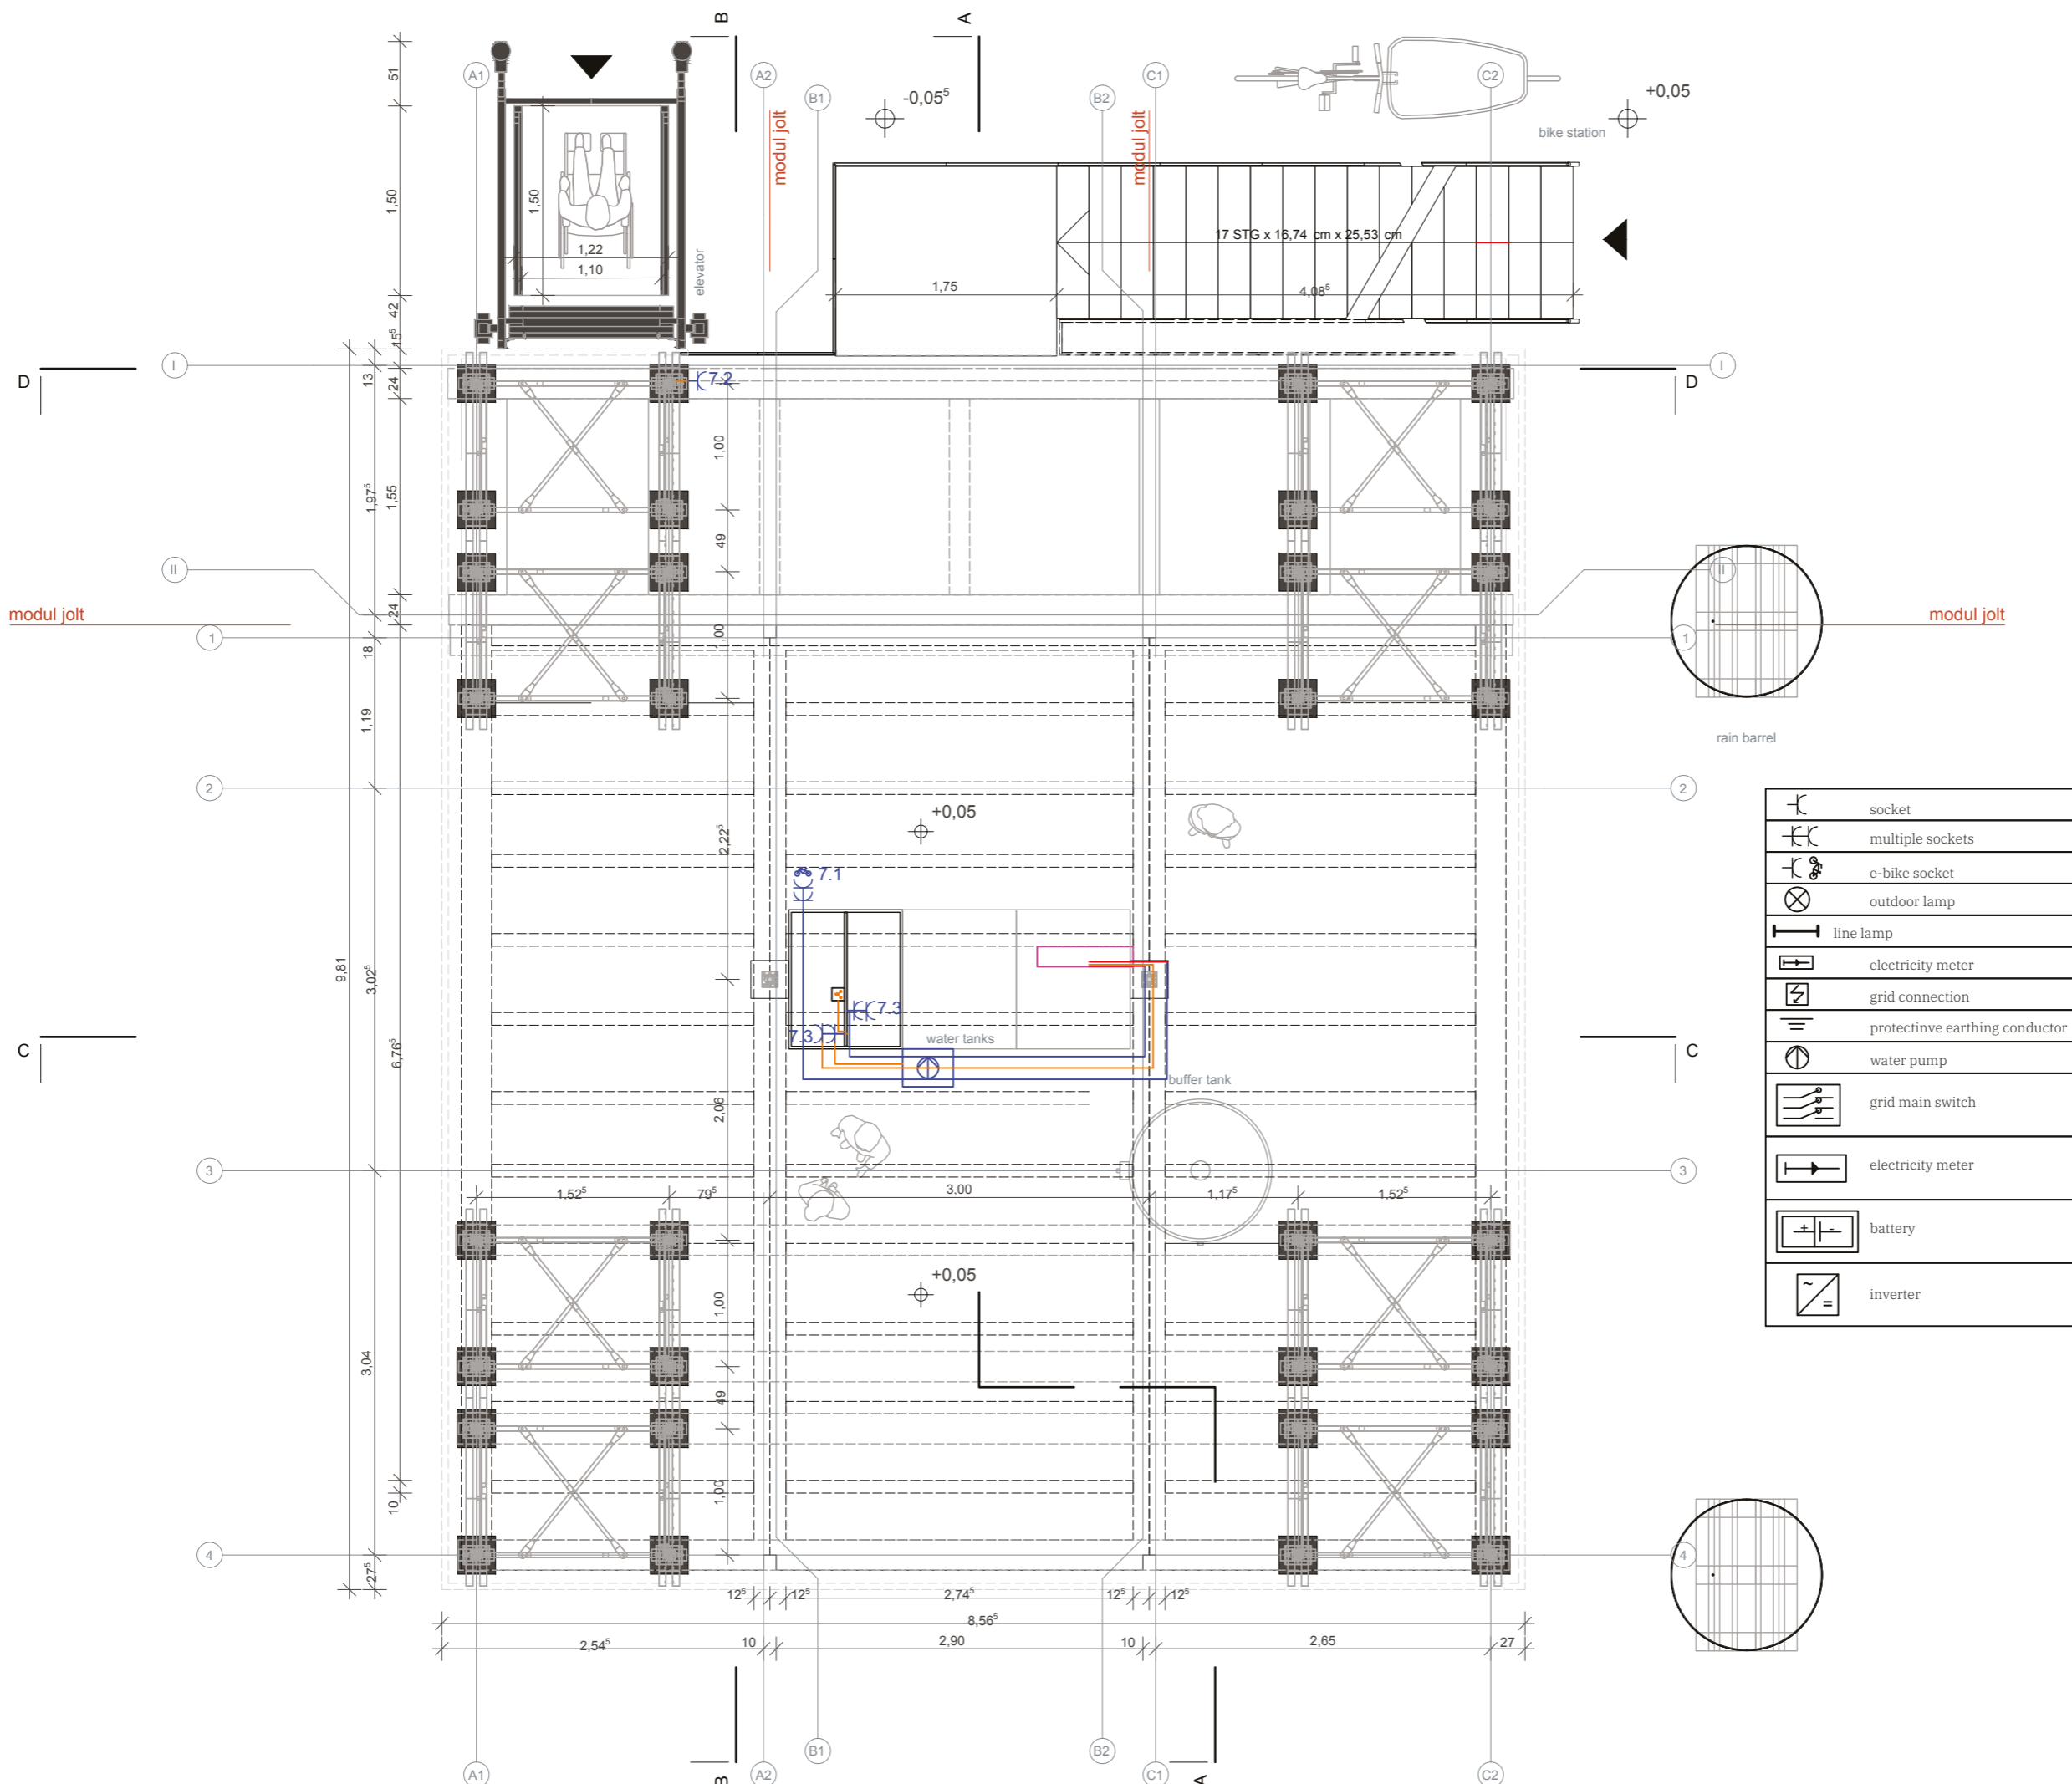 B
A
A1
A2
B1
-0,05⁵
B2
C1
C2
+0,05
bike station
modul jolt
modul jolt
51
1,50
1,50
1,22
1,10
elevator
42
15⁵
17 STG x 16,74 cm x 25,53 cm
1,75
4,08⁵
D
I
I
D
13
24
7.2
1,00
1,97⁵
1,55
49
II
II
modul jolt
24
modul jolt
1
1,00
1
18
1,19
rain barrel
2
2
+0,05
2,22⁵
7.1
9,81
3,02⁵
7.3
7.3
water tanks
C
C
6,76⁵
buffer tank
2,06
3
3
1,52⁵
79⁵
3,00
1,17⁵
1,52⁵
+0,05
1,00
3,04
49
1,00
10
4
4
27⁵
12⁵
12⁵
2,74⁵
12⁵
12⁵
8,56⁵
2,54⁵
10
2,90
10
2,65
27
A1
B
A2
B1
B2
C1
A
C2
socket
multiple sockets
e-bike socket
outdoor lamp
line lamp
electricity meter
grid connection
protectinve earthing conductor
water pump
grid main switch
electricity meter
battery
inverter